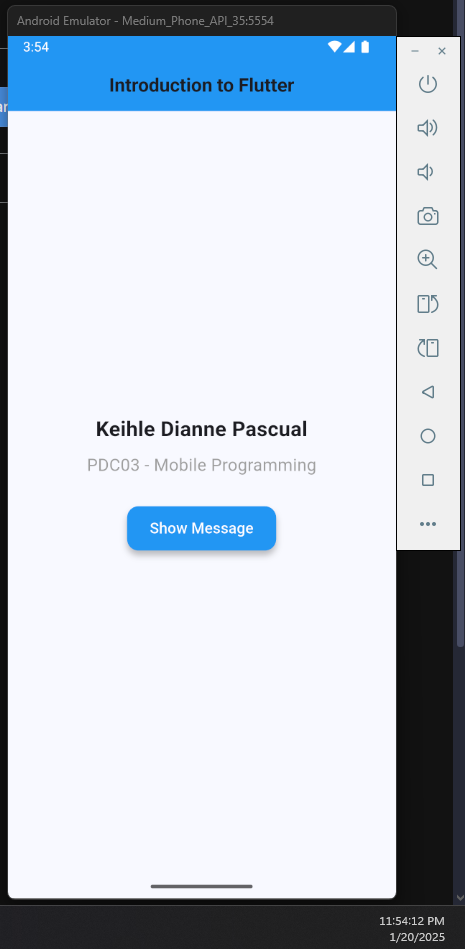 Android Emulator - Medium_Phone_API_35:5554
3:54
Introduction to Flutter
Keihle Dianne Pascual
PDC03 - Mobile Programming
Show Message
11:54:12 PM
1/20/2025